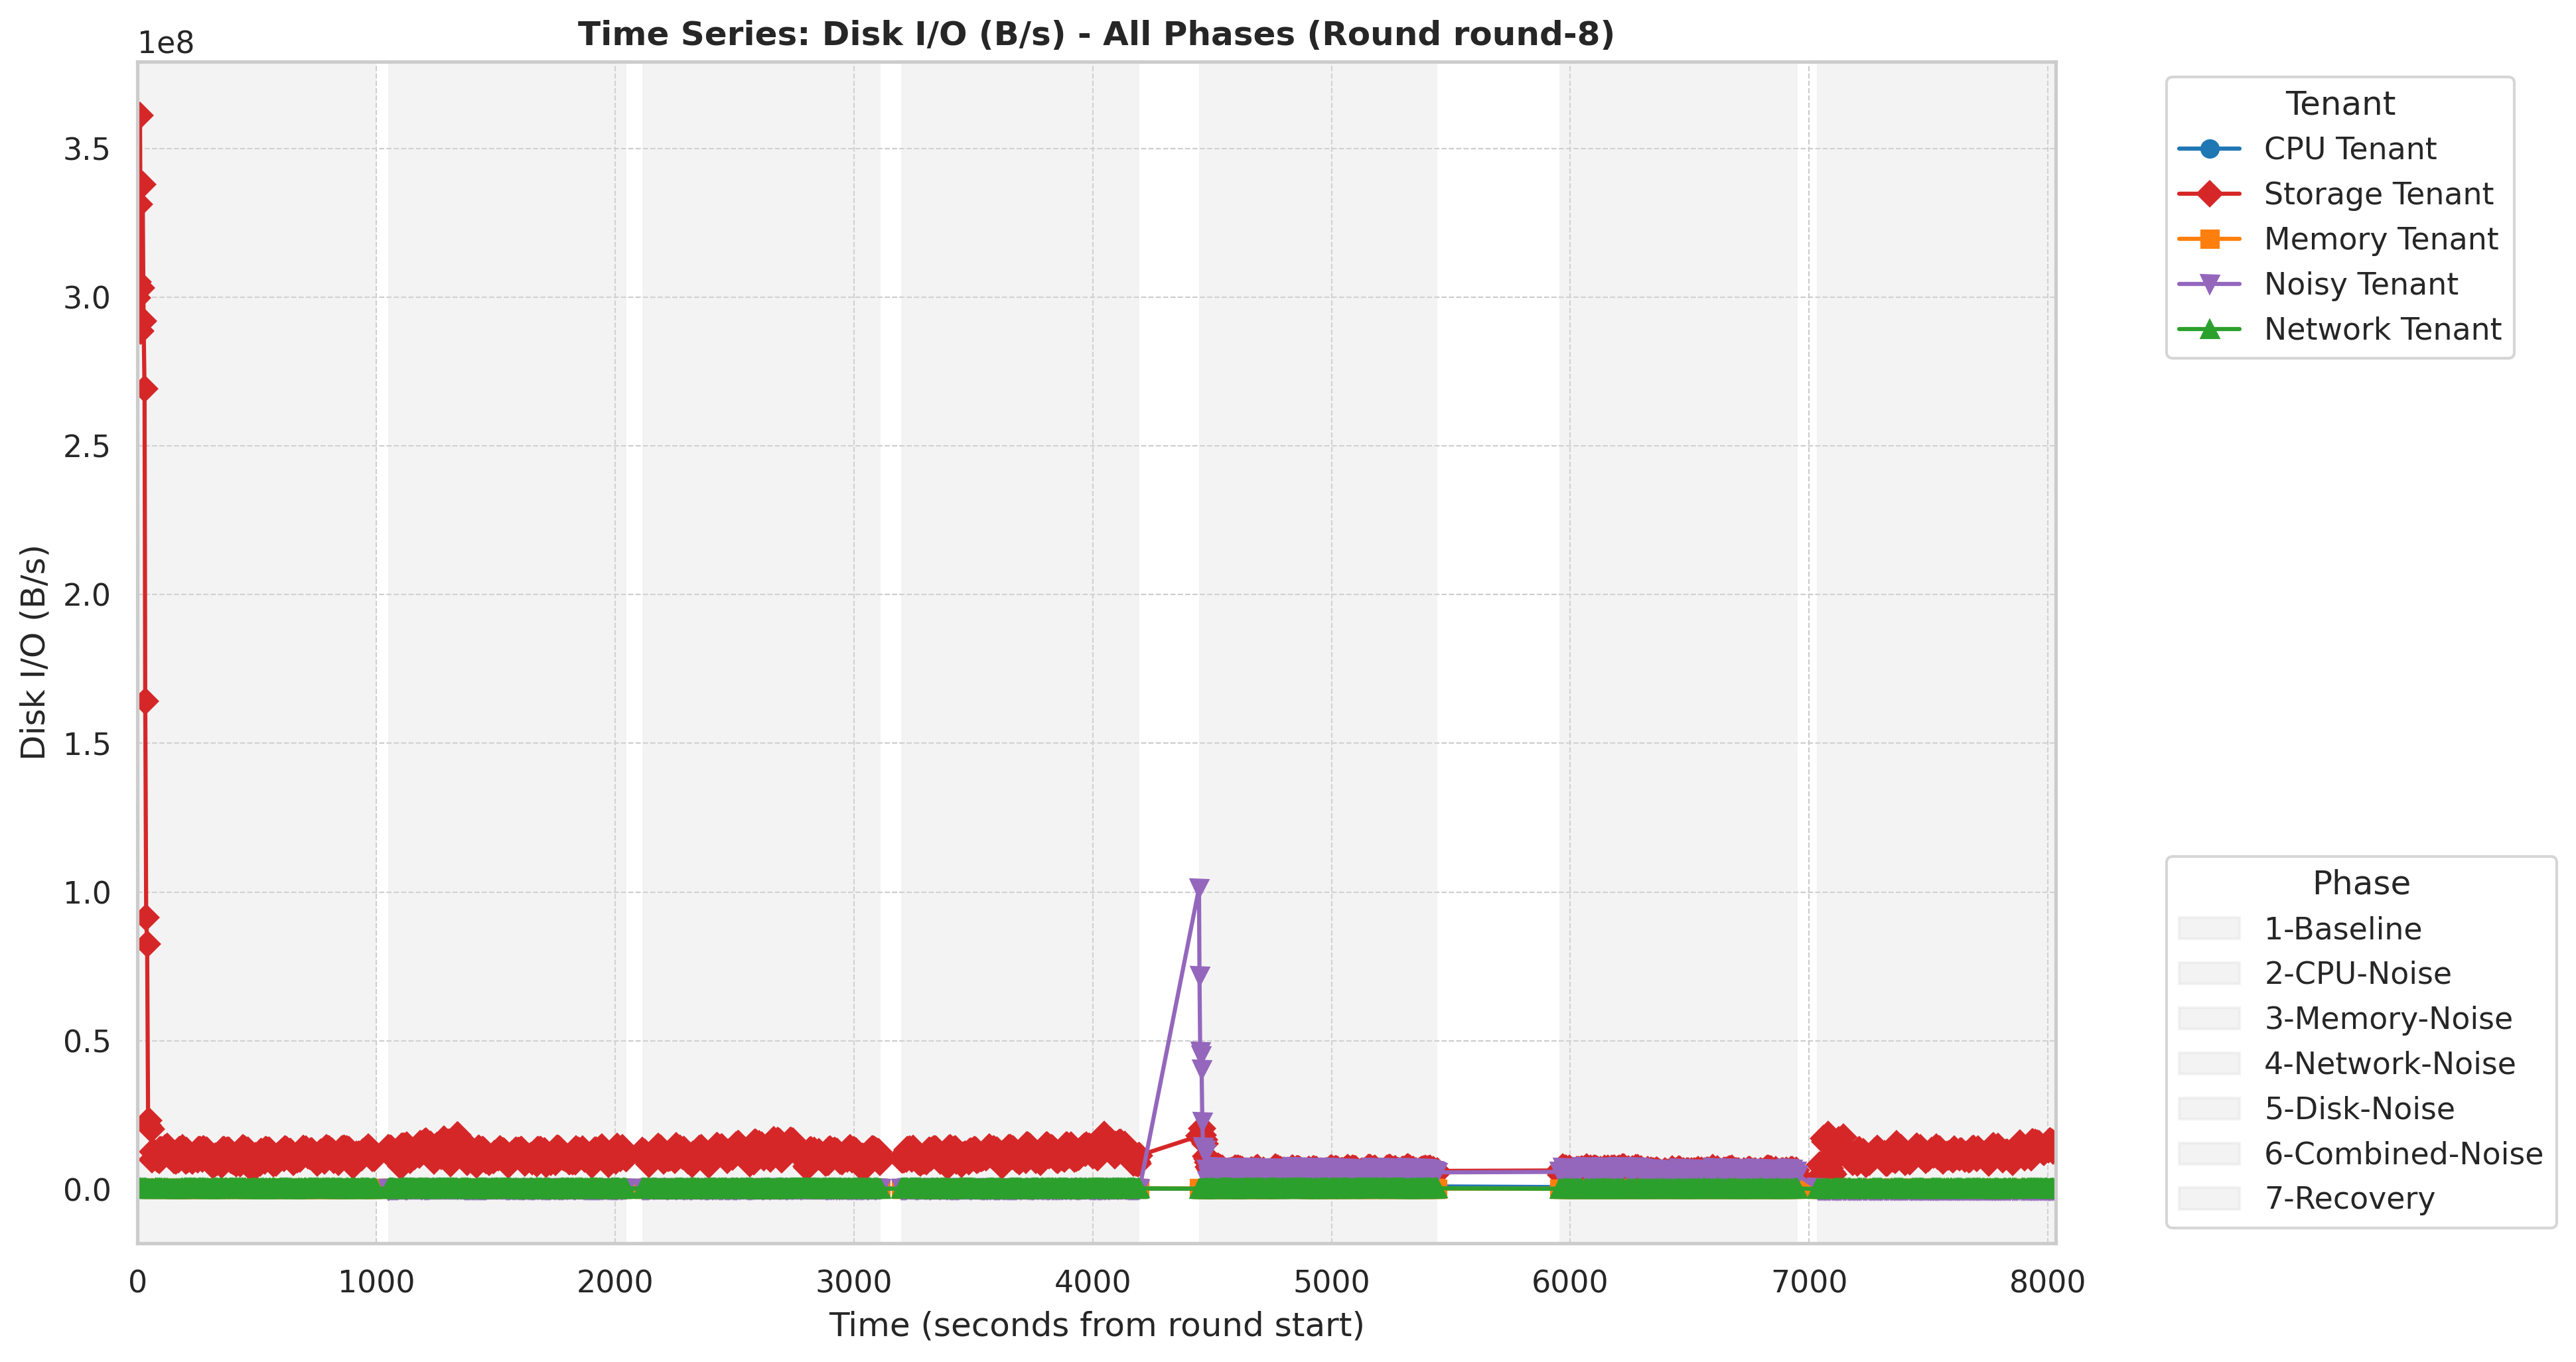 Time Series: Disk I/O (B/s) - All Phases (Round round-8)
1e8
3.5
3.0
2.5
2.0
1.5
1.0
0.5
0.0
Disk I/O (B/s)
0 1000 2000 3000 4000 5000 6000 7000 8000
Time (seconds from round start)
Tenant
CPU Tenant
Storage Tenant
Memory Tenant
Noisy Tenant
Network Tenant
Phase
1-Baseline
2-CPU-Noise
3-Memory-Noise
4-Network-Noise
5-Disk-Noise
6-Combined-Noise
7-Recovery